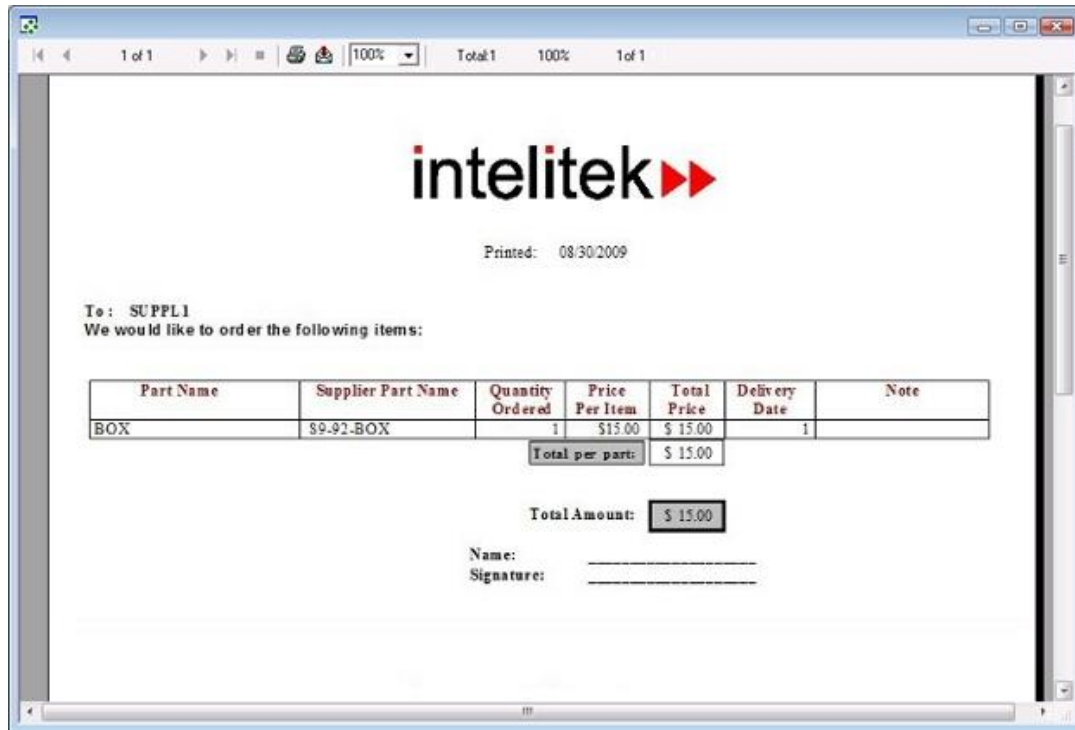 1 of 1 100% Total:1 100% 1 of 1
intelitek
Printed: 08/30/2009
To: SUPPL1
We would like to order the following items:
Part Name Supplier Part Name Quantity Ordered Price Per Item Total Price Delivery Date Note
BOX S9-92-BOX 1 $15.00 $ 15.00 1
Total per part: $ 15.00
Total Amount: $ 15.00
Name:
Signature: